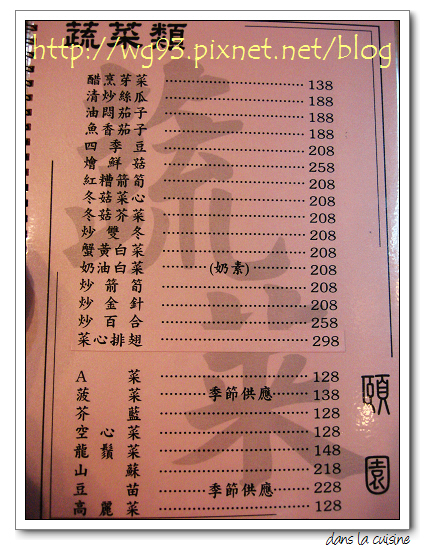 蔬菜類
http://wg93.pixnet.net/blog
醋烹芽菜 ……………… 138
清炒絲瓜 ……………… 188
油悶茄子 ……………… 188
魚香茄子 ……………… 188
四季豆 ……………… 208
燴鮮菇 ……………… 258
紅糟箭筍 ……………… 208
冬菇菜心 ……………… 208
冬菇芥菜 ……………… 208
炒雙冬 ……………… 208
蟹黃白菜 ……………… 208
奶油白菜 ……(奶素)…… 208
炒箭筍 ……………… 208
炒金針 ……………… 208
炒百合 ……………… 258
菜心排翅 ……………… 298
A菜 ……………… 128
菠菜 ……季節供應…… 138
芥藍 ……………… 128
空心菜 ……………… 128
龍鬚菜 ……………… 148
山蘇 ……………… 218
豆苗 ……季節供應…… 228
高麗菜 ……………… 128
蔬菜
頤園
dans la cuisine